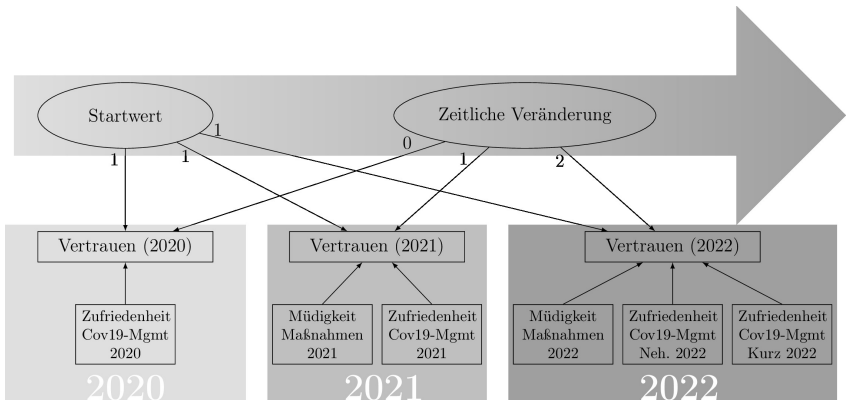 Startwert
Zeitliche Veränderung
1
1
1
0
1
2
Vertrauen (2020)
Vertrauen (2021)
Vertrauen (2022)
Zufriedenheit
Cov19-Mgmt
2020
Müdigkeit
Maßnahmen
2021
Zufriedenheit
Cov19-Mgmt
2021
Müdigkeit
Maßnahmen
2022
Zufriedenheit
Cov19-Mgmt
Neh. 2022
Zufriedenheit
Cov19-Mgmt
Kurz 2022
2020
2021
2022